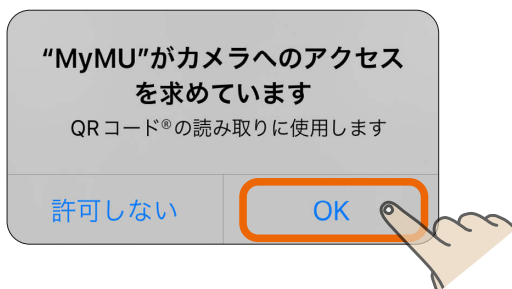 “MyMU”がカメラへのアクセス
を求めています
QRコード®の読み取りに使用します
許可しない
OK